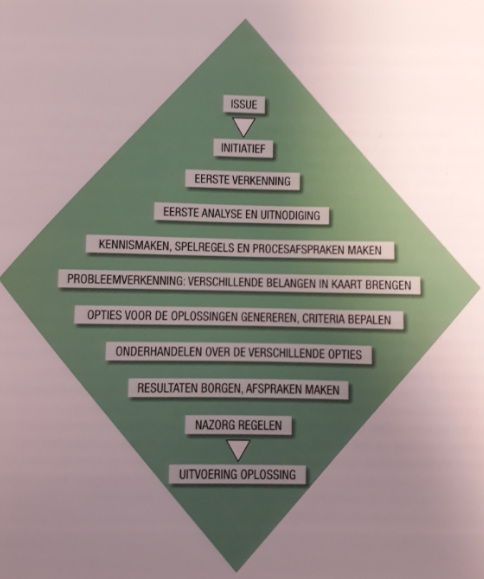 ISSUE
INITIATIEF
EERSTE VERKENNING
EERSTE ANALYSE EN UITNODIGING
KENNISMAKEN, SPELREGELS EN PROCESAFSPRAKEN MAKEN
PROBLEEMVERKENNING: VERSCHILLENDE BELANGEN IN KAART BRENGEN
OPTIES VOOR DE OPLOSSINGEN GENEREREN, CRITERIA BEPALEN
ONDERHANDELEN OVER DE VERSCHILLENDE OPTIES
RESULTATEN BORGEN, AFSPRAKEN MAKEN
NAZORG REGELEN
UITVOERING OPLOSSING